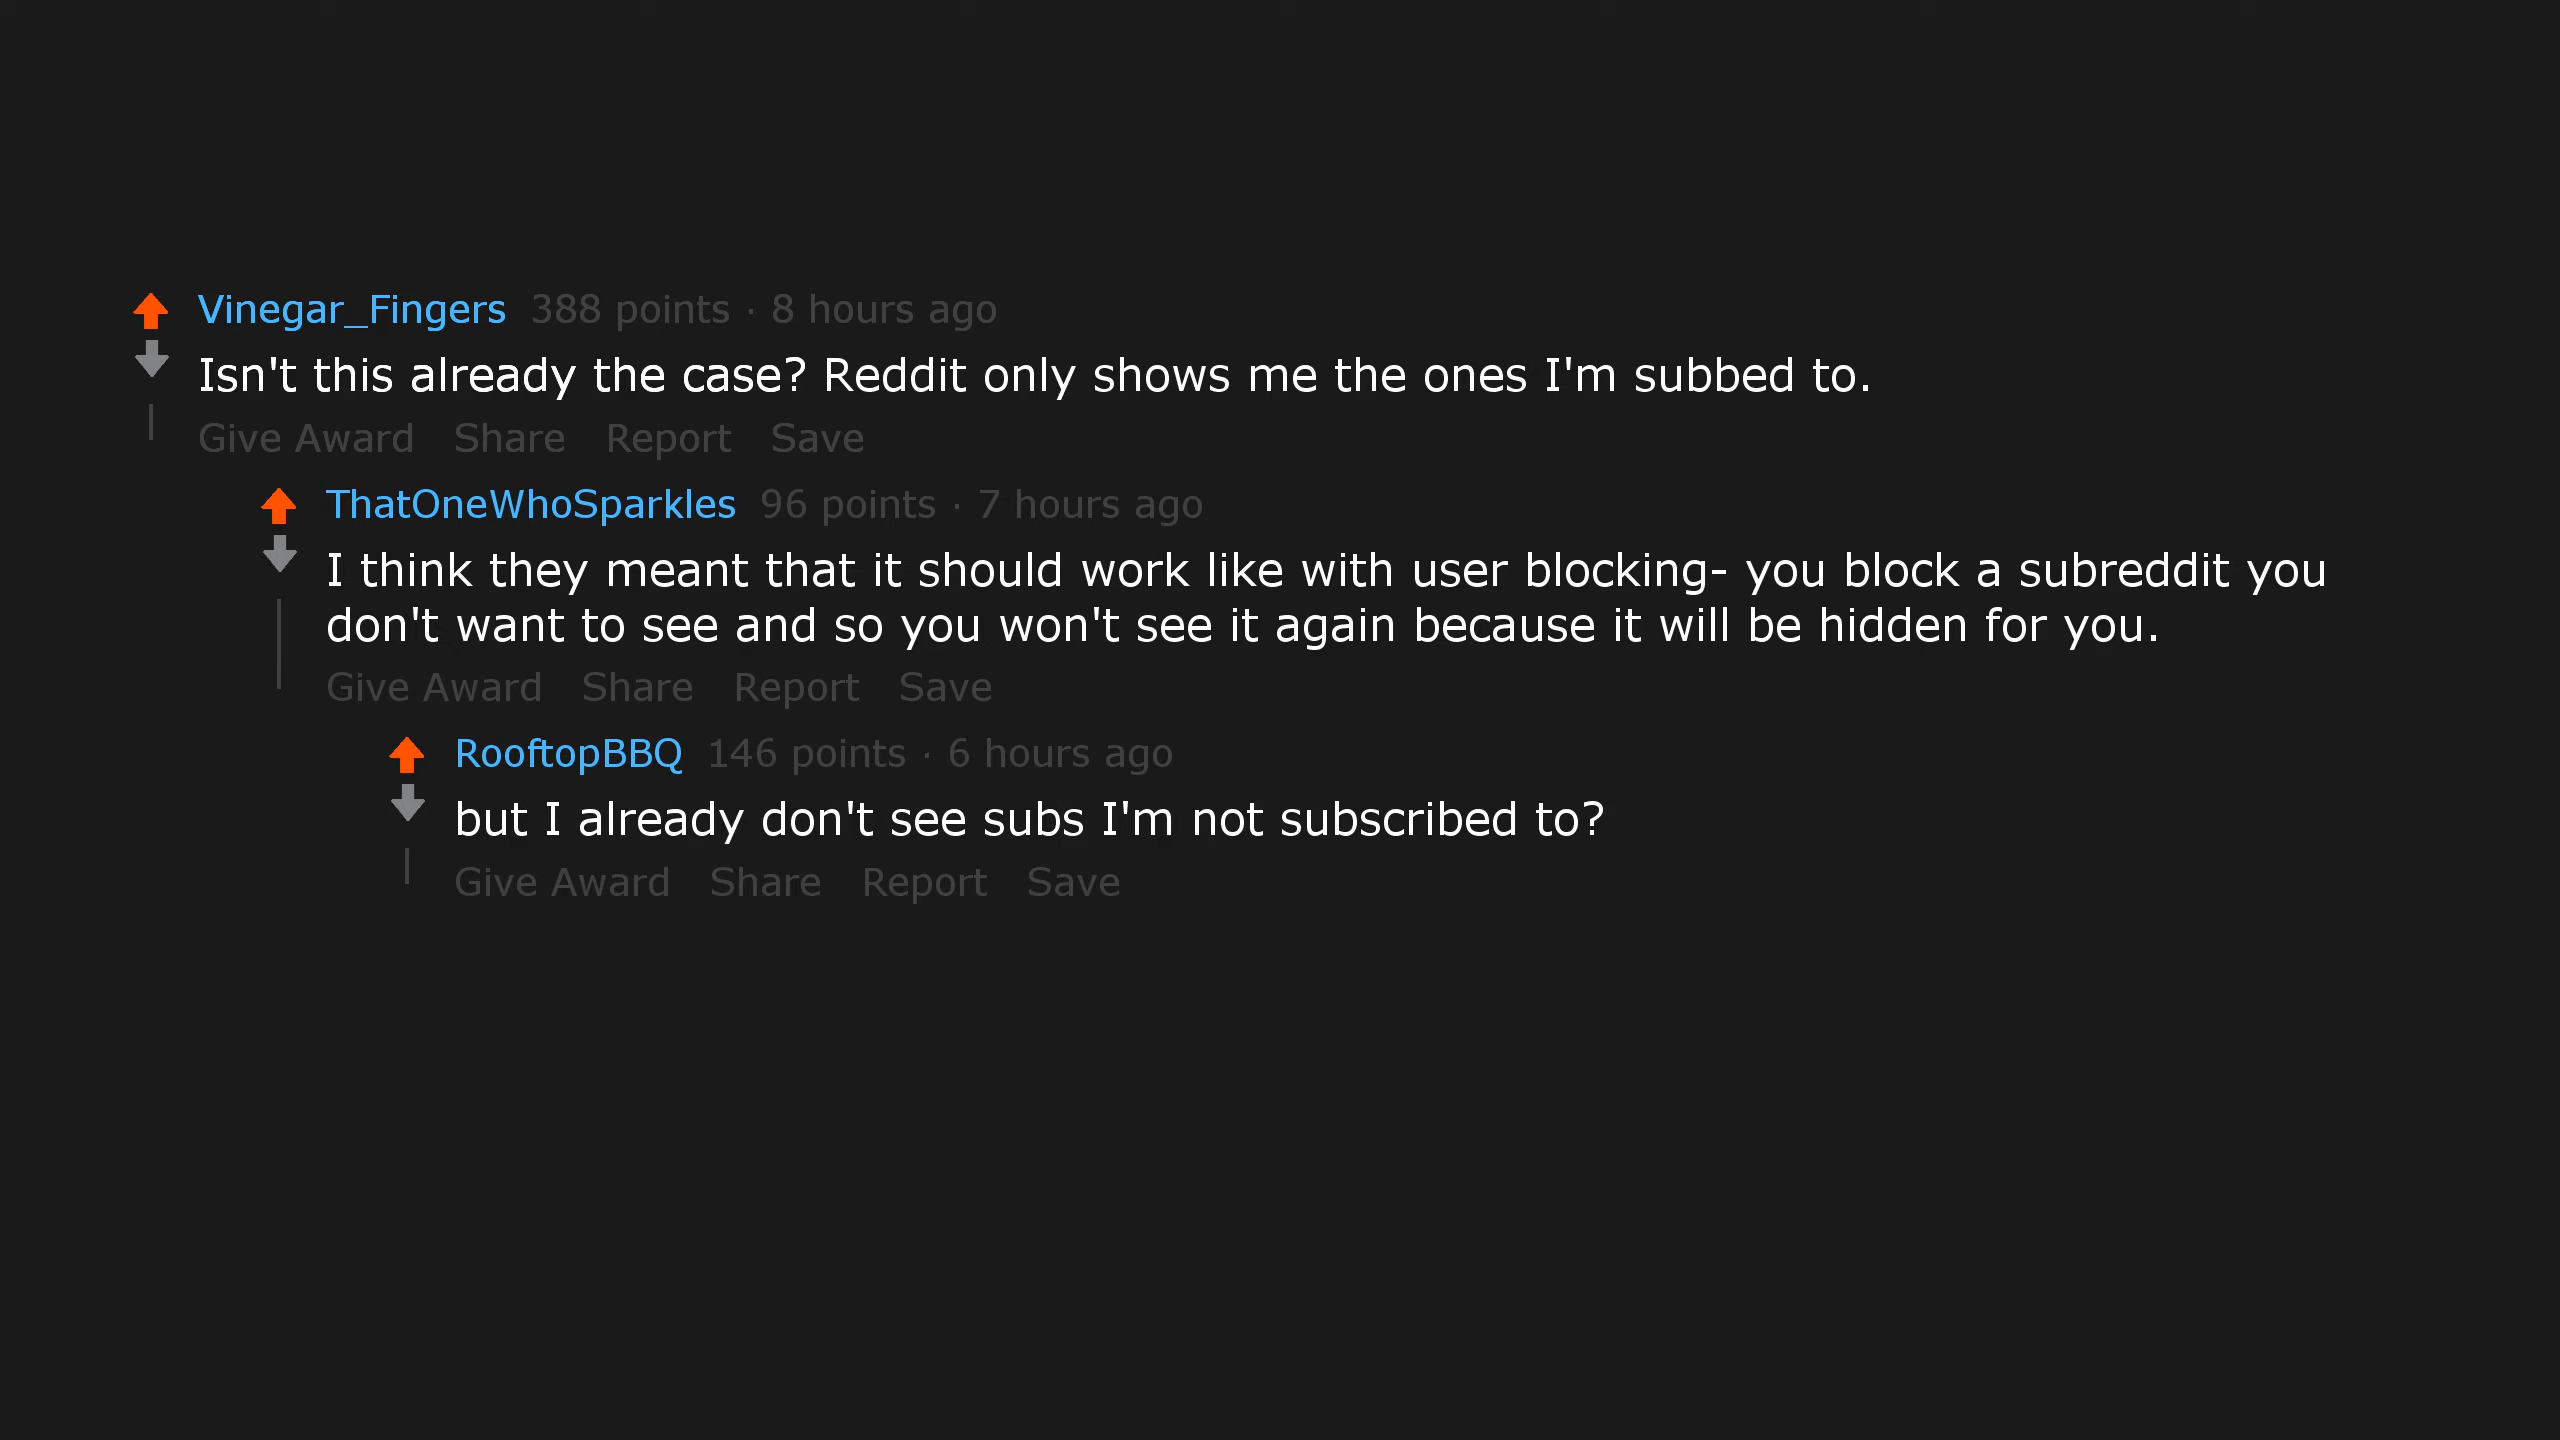 Vinegar_Fingers 388 points · 8 hours ago
Isn't this already the case? Reddit only shows me the ones I'm subbed to.
Give Award Share Report Save
ThatOneWhoSparkles 96 points · 7 hours ago
I think they meant that it should work like with user blocking- you block a subreddit you
don't want to see and so you won't see it again because it will be hidden for you.
Give Award Share Report Save
RooftopBBQ 146 points · 6 hours ago
but I already don't see subs I'm not subscribed to?
Give Award Share Report Save